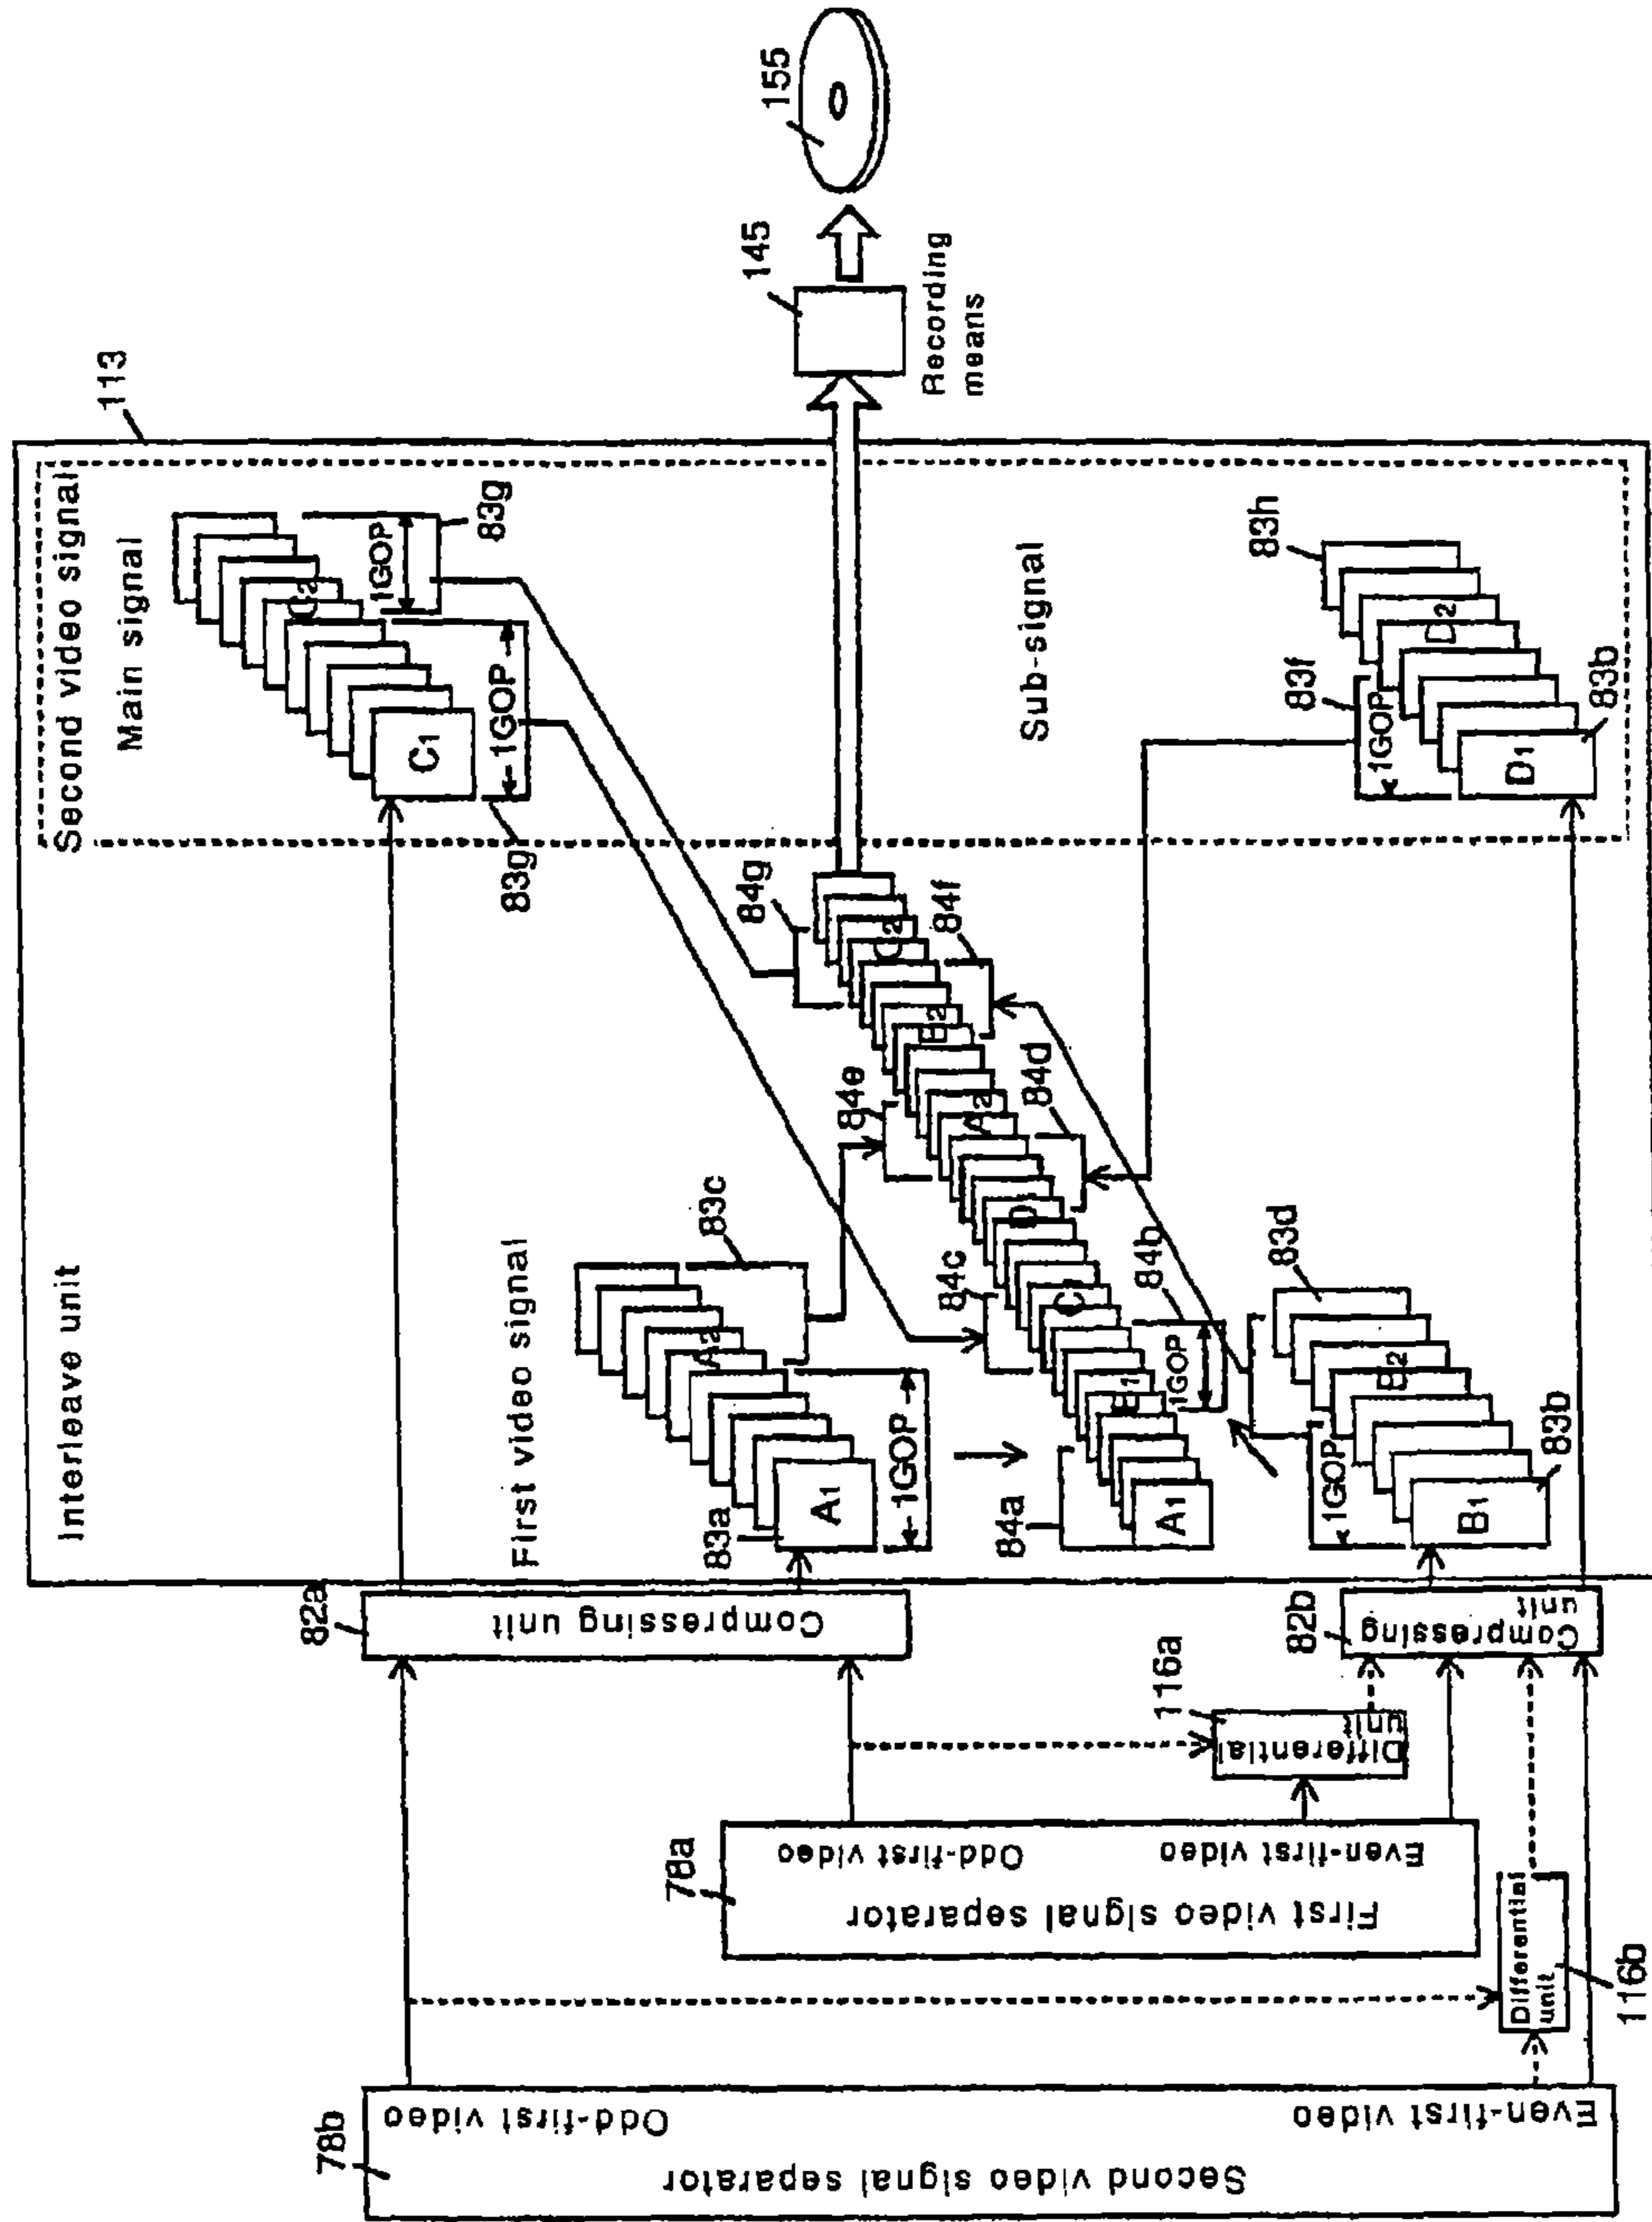 113
Interleave unit
Second video signal
Main signal
C1
C2
1GOP
1GOP
83g
83g
First video signal
83a
A1
A2
1GOP
83c
84a
A1
84b
B1
1GOP
84c
C1
84d
D1
84e
A2
84f
B2
84g
C2
1GOP
B1
B2
83b
83d
Sub-signal
83f
83h
1GOP
D1
D2
83b
145
Recording
means
155
82a
Compressing unit
82b
Compressing
unit
116a
Differential
unit
78a
Odd-first video
Even-first video
First video signal separator
116b
Differential
unit
78b
Odd-first video
Even-first video
Second video signal separator